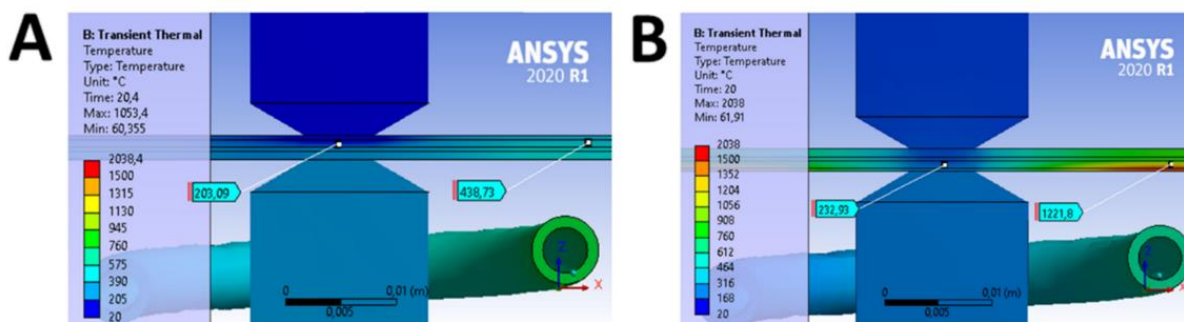 A
B: Transient Thermal
Temperature
Type: Temperature
Unit: °C
Time: 20,4
Max: 1053,4
Min: 60,355
2038,4
1500
1315
1130
945
760
575
390
205
20
ANSYS
2020 R1
203,09
438,73
0
0,005
0,01 (m)
Z
X
B
B: Transient Thermal
Temperature
Type: Temperature
Unit: °C
Time: 20
Max: 2038
Min: 61,91
2038
1500
1352
1204
1056
908
760
612
464
316
168
20
ANSYS
2020 R1
232,93
1221,8
0
0,005
0,01 (m)
Z
X